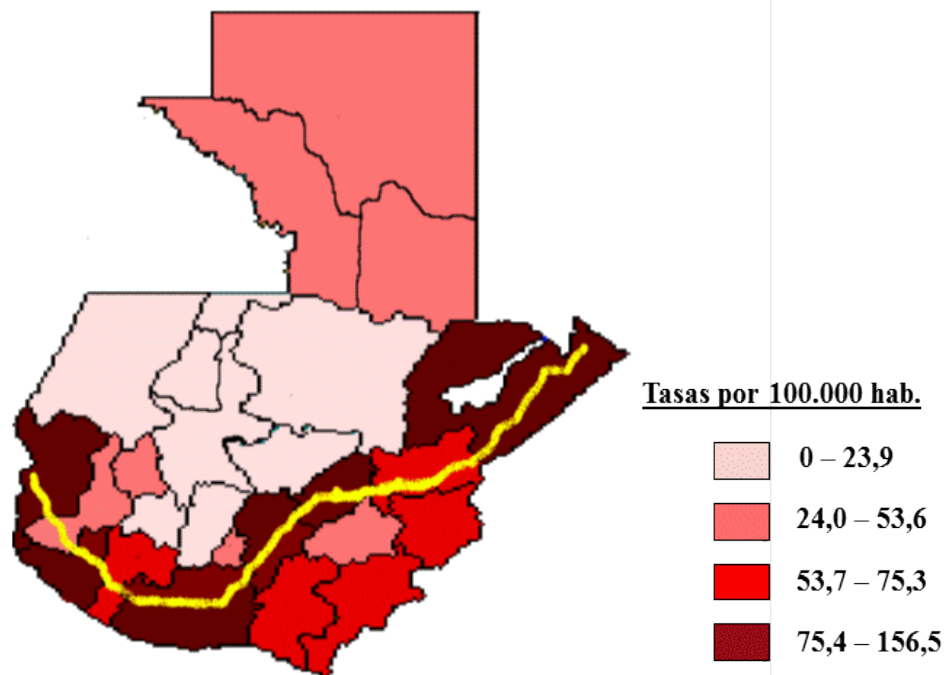 Tasas por 100.000 hab.
0 – 23,9
24,0 – 53,6
53,7 – 75,3
75,4 – 156,5